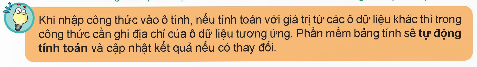 Khi nhập công thức vào ô tính, nếu tính toán với giá trị từ các ô dữ liệu khác thì trong
công thức cần ghi địa chỉ của ô dữ liệu tương ứng. Phần mềm bảng tính sẽ tự động
tính toán và cập nhật kết quả nếu có thay đổi.